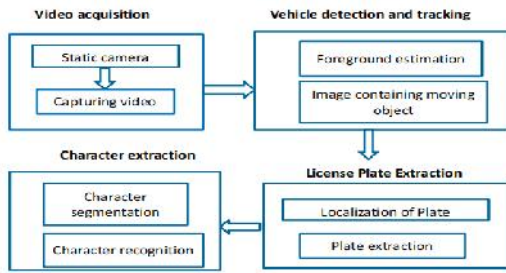 Video acquisition
Static camera
Capturing video
Vehicle detection and tracking
Foreground estimation
Image containing moving
object
License Plate Extraction
Localization of Plate
Plate extraction
Character extraction
Character
segmentation
Character recognition